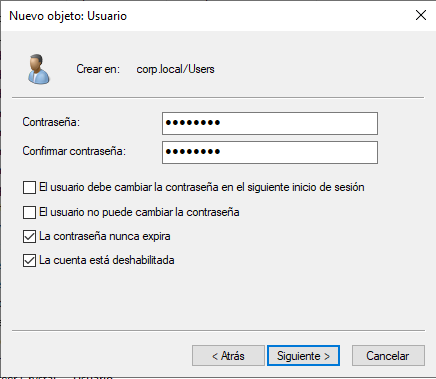 Nuevo objeto: Usuario
Crear en: corp.local/Users
Contraseña: ●●●●●●●●
Confirmar contraseña: ●●●●●●●●
El usuario debe cambiar la contraseña en el siguiente inicio de sesión
El usuario no puede cambiar la contraseña
La contraseña nunca expira
La cuenta está deshabilitada
< Atrás Siguiente > Cancelar